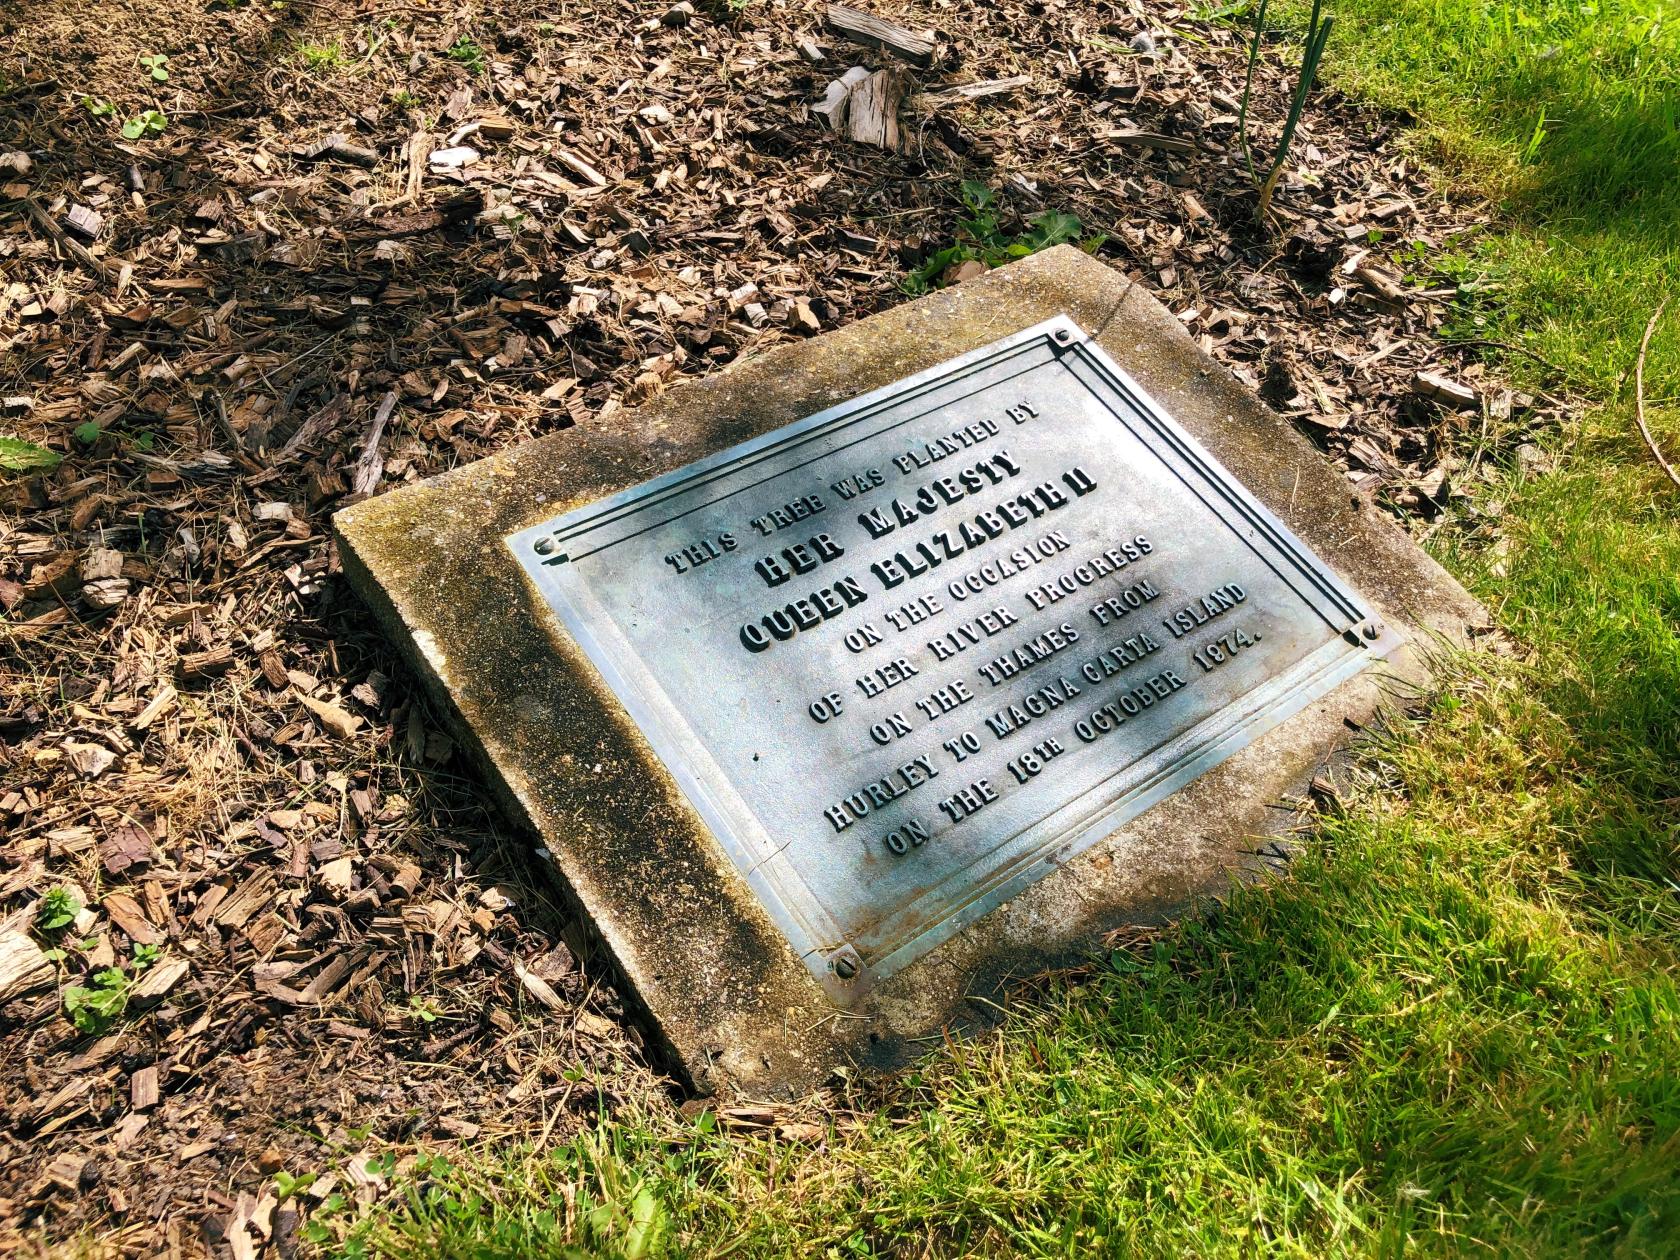 THIS TREE WAS PLANTED BY
HER MAJESTY
QUEEN ELIZABETH II
ON THE OCCASION
OF HER RIVER PROGRESS
ON THE THAMES FROM
HURLEY TO MAGNA CARTA ISLAND
ON THE 18TH OCTOBER 1974.